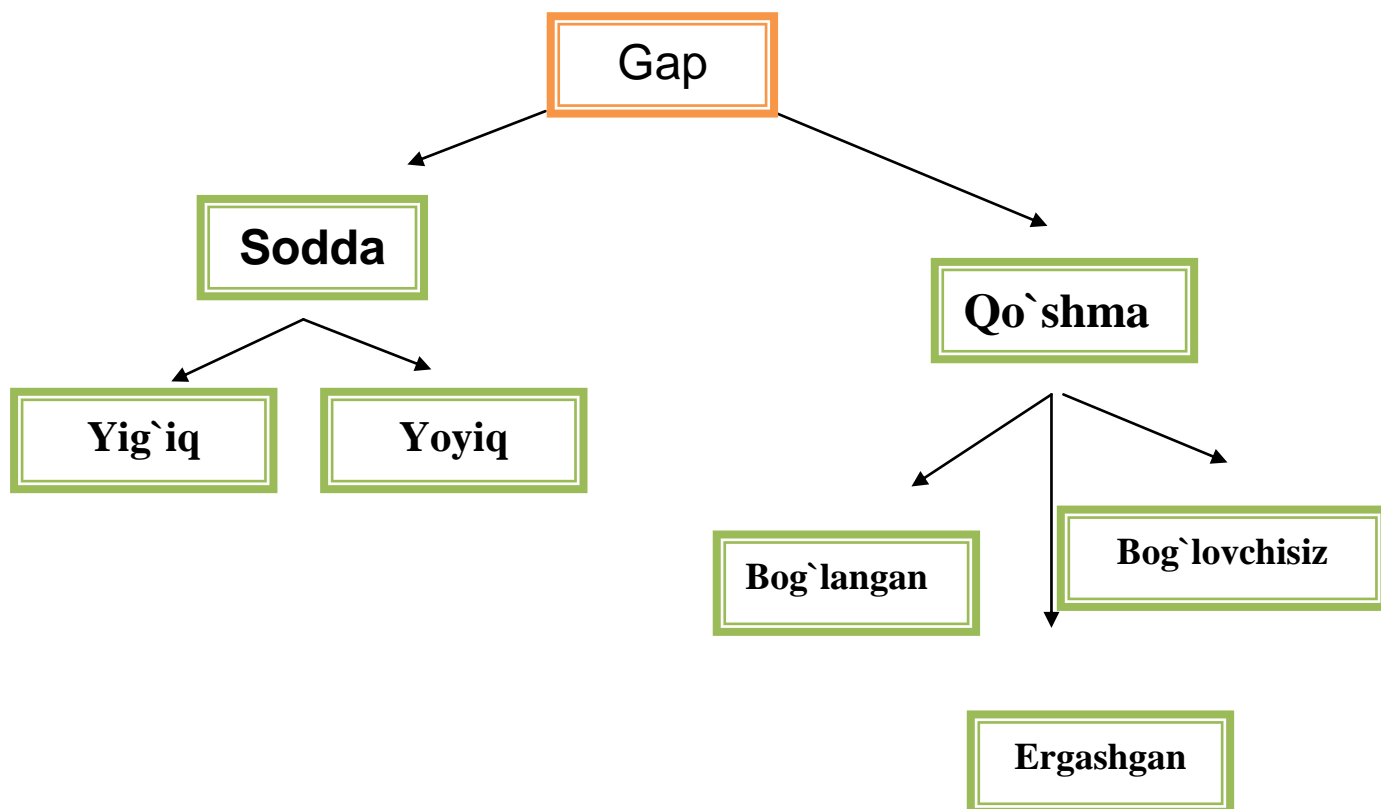 Gap
Sodda
Qo`shma
Yig`iq
Yoyiq
Bog`langan
Bog`lovchisiz
Ergashgan